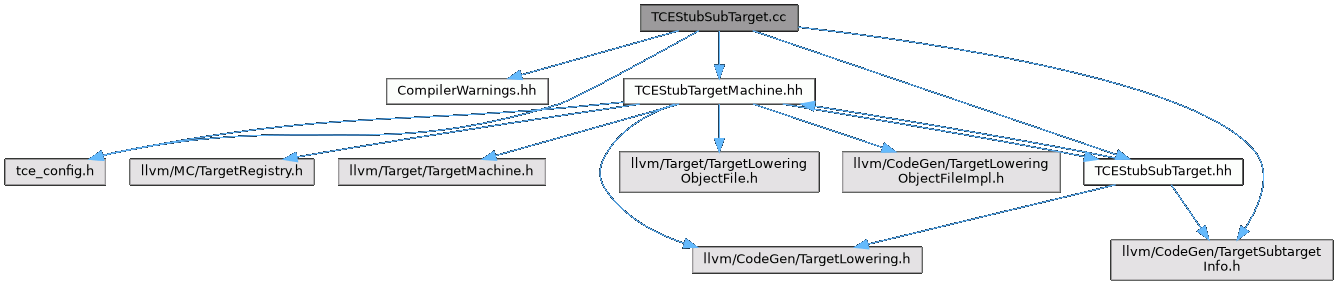 TCEStubSubTarget.cc
CompilerWarnings.hh
TCEStubTargetMachine.hh
tce_config.h
llvm/MC/TargetRegistry.h
llvm/Target/TargetMachine.h
llvm/Target/TargetLowering
ObjectFile.h
llvm/CodeGen/TargetLowering
ObjectFileImpl.h
TCEStubSubTarget.hh
llvm/CodeGen/TargetLowering.h
llvm/CodeGen/TargetSubtarget
Info.h